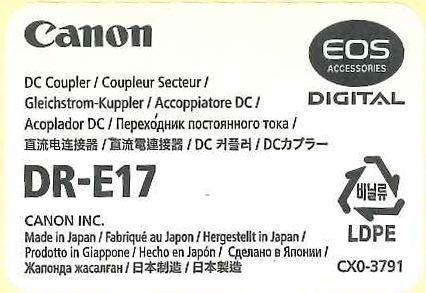 Canon
EOS
ACCESSORIES
DIGITAL
DC Coupler / Coupleur Secteur /
Gleichstrom-Kuppler / Accoppiatore DC /
Acoplador DC / Переходник постоянного тока /
直流电连接器 / 直流電連接器 / DC 커플러 / DCカプラー
DR-E17
비닐류
LDPE
CANON INC.
Made in Japan / Fabriqué au Japon / Hergestellt in Japan /
Prodotto in Giappone / Hecho en Japón / Сделано в Японии /
Жапонда жасалған / 日本制造 / 日本製造
CX0-3791